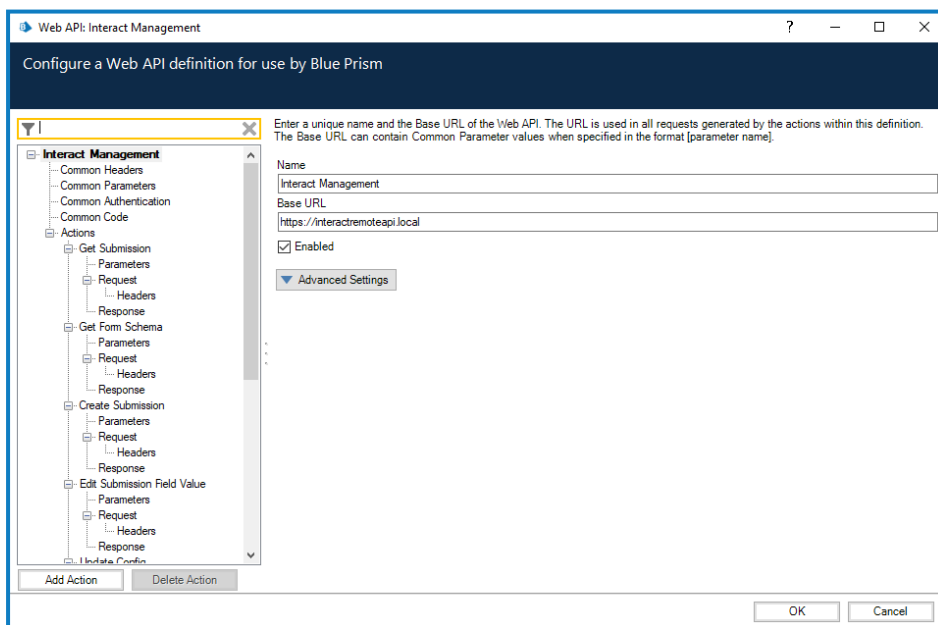 Web API: Interact Management
Configure a Web API definition for use by Blue Prism
Enter a unique name and the Base URL of the Web API. The URL is used in all requests generated by the actions within this definition.
The Base URL can contain Common Parameter values when specified in the format [parameter name].
Interact Management
Common Headers
Common Parameters
Common Authentication
Common Code
Actions
Get Submission
Parameters
Request
Headers
Response
Get Form Schema
Parameters
Request
Headers
Response
Create Submission
Parameters
Request
Headers
Response
Edit Submission Field Value
Parameters
Request
Headers
Response
Update Config
Add Action
Delete Action
Name
Interact Management
Base URL
https://interactremoteapi.local
Enabled
Advanced Settings
OK
Cancel